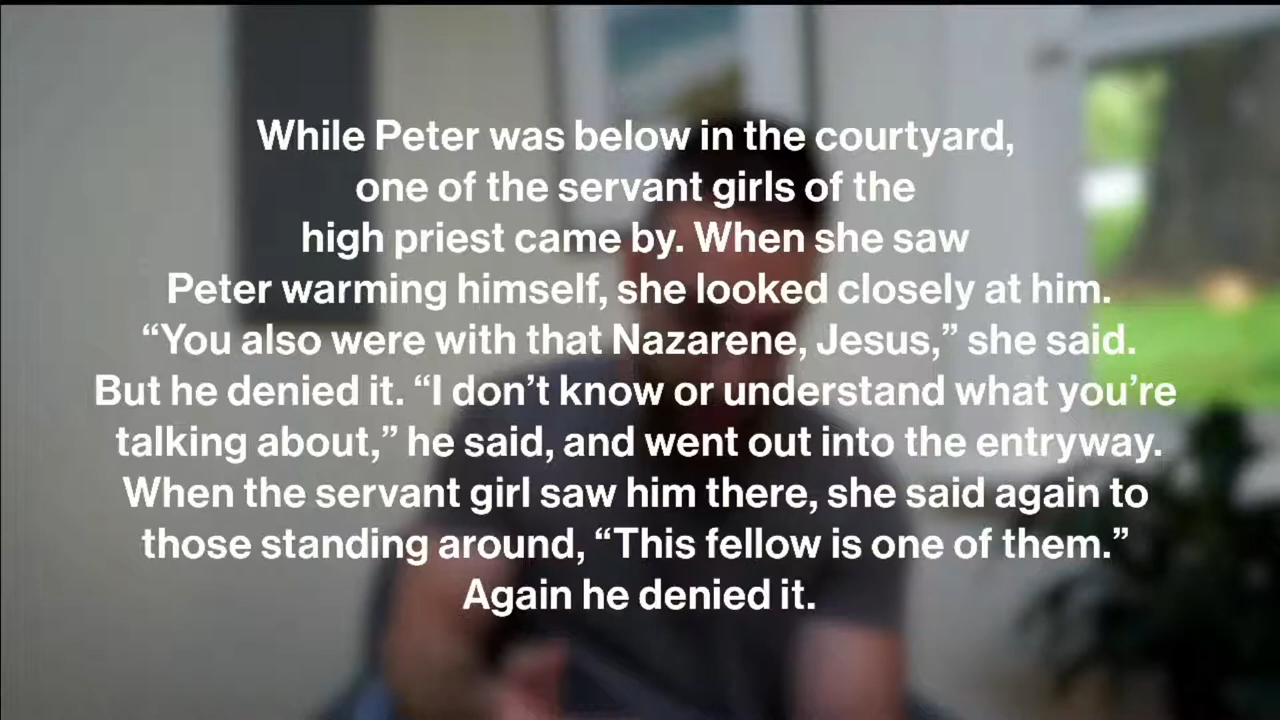 While Peter was below in the courtyard,
one of the servant girls of the
high priest came by. When she saw
Peter warming himself, she looked closely at him.
“You also were with that Nazarene, Jesus,” she said.
But he denied it. “I don’t know or understand what you’re
talking about,” he said, and went out into the entryway.
When the servant girl saw him there, she said again to
those standing around, “This fellow is one of them.”
Again he denied it.